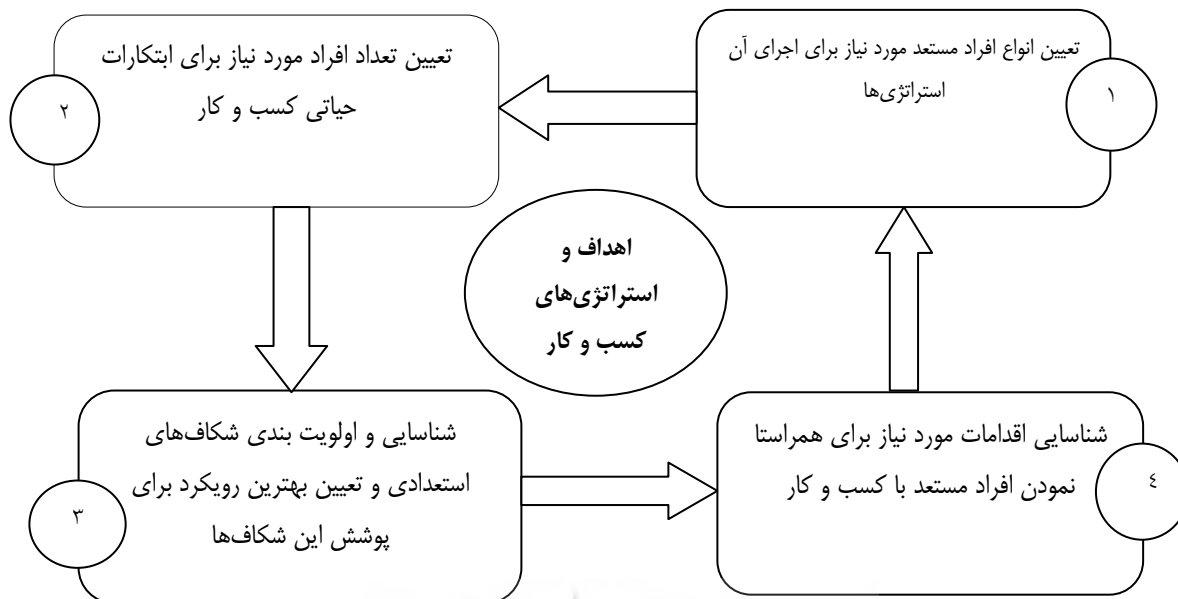 تعیین انواع افراد مستعد مورد نیاز برای اجرای آن
استراتژی‌ها
۱
تعیین تعداد افراد مورد نیاز برای ابتکارات
حیاتی کسب و کار
۲
اهداف و
استراتژی‌های
کسب و کار
شناسایی و اولویت بندی شکاف‌های
استعدادی و تعیین بهترین رویکرد برای
پوشش این شکاف‌ها
۳
شناسایی اقدامات مورد نیاز برای همراستا
نمودن افراد مستعد با کسب و کار
٤